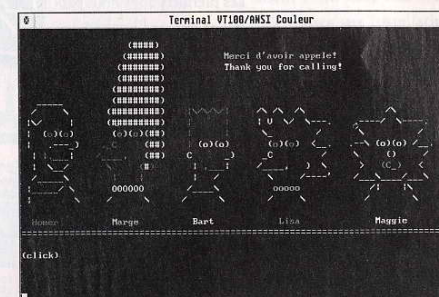 Terminal VT100/ANSI Couleur
Merci d'avoir appele!
Thank you for calling!
Homer Marge Bart Lisa Maggie
(click)